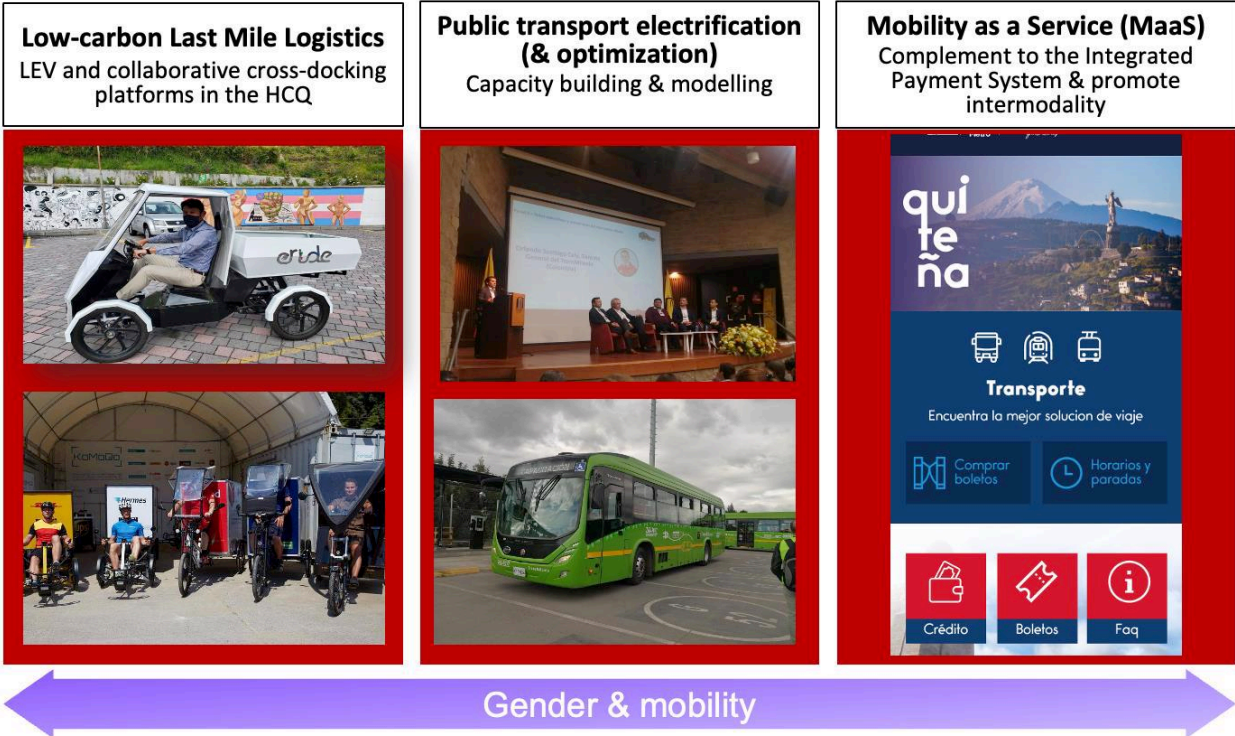 Low-carbon Last Mile Logistics
LEV and collaborative cross-docking
platforms in the HCQ
Public transport electrification
(& optimization)
Capacity building & modelling
Mobility as a Service (MaaS)
Complement to the Integrated
Payment System & promote
intermodality
eride
KoMoDo
Hermes
ups
CAPACITACIÓN
qui
te
ña
Transporte
Encuentra la mejor solucion de viaje
Comprar
boletos
Horarios y
paradas
Crédito
Boletos
Faq
Gender & mobility